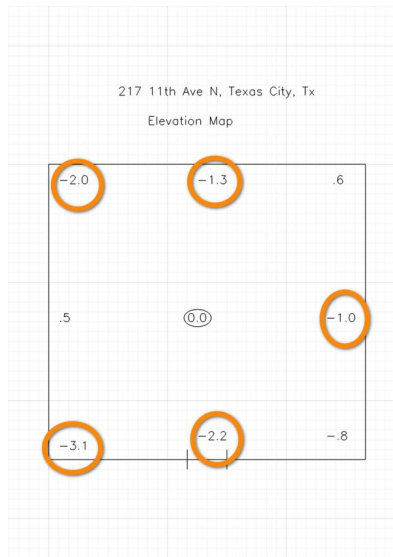 217 11th Ave N, Texas City, Tx
Elevation Map
-2.0 -1.3 .6
.5 0.0 -1.0
-3.1 -2.2 -.8